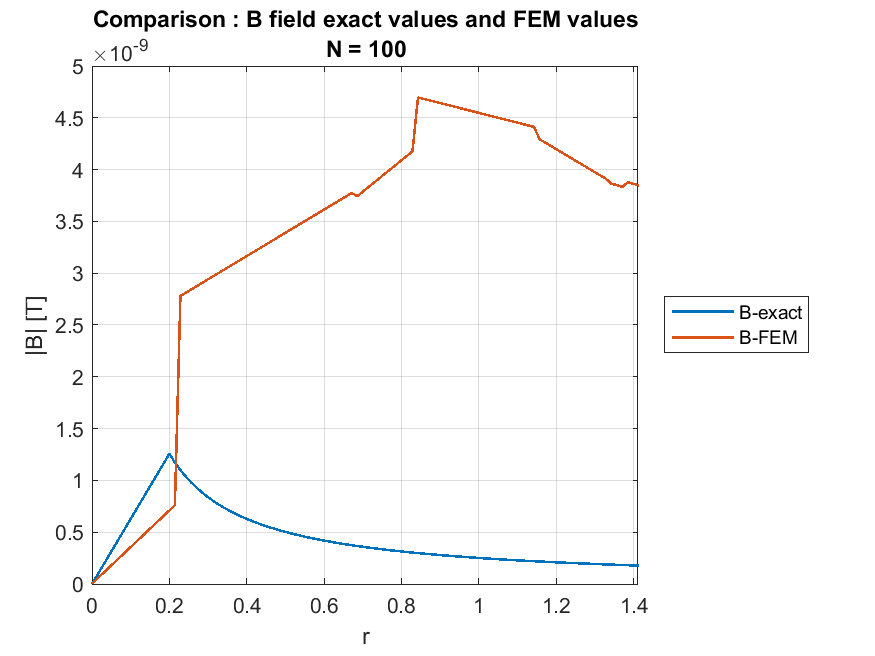 Comparison : B field exact values and FEM values
N = 100
×10-9
5
4.5
4
3.5
3
2.5
2
1.5
1
0.5
0
|B| [T]
0 0.2 0.4 0.6 0.8 1 1.2 1.4
r
B-exact
B-FEM